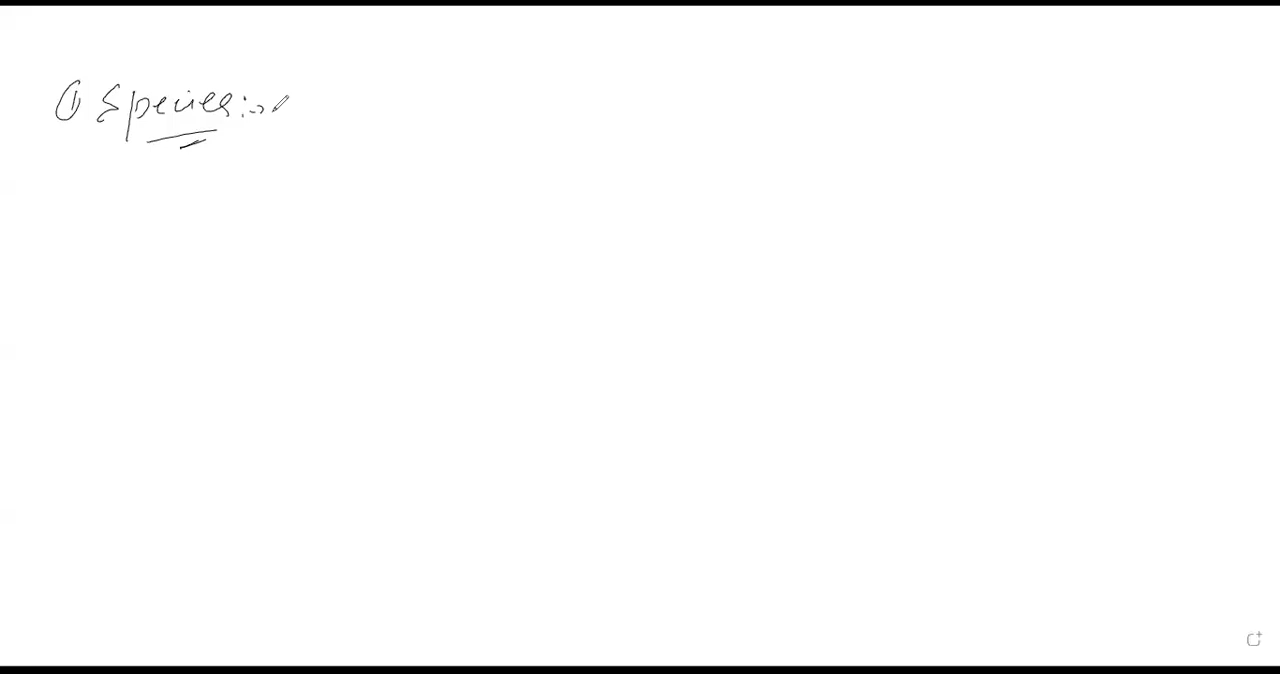 ① Species :→